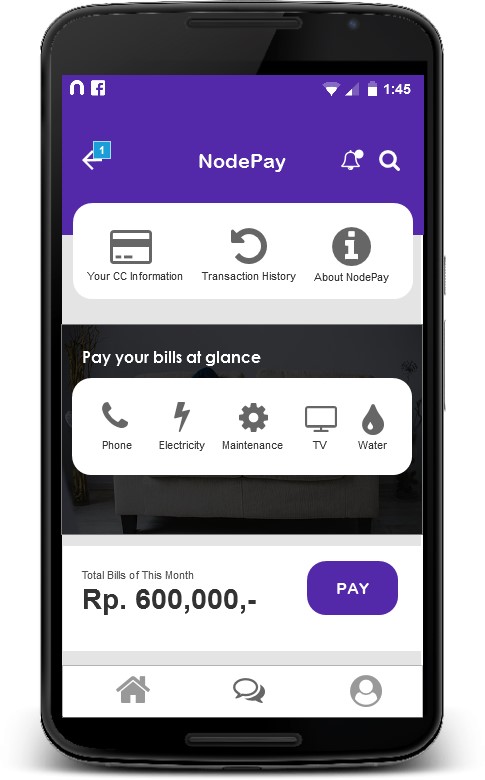 1:45
1
NodePay
Your CC Information
Transaction History
About NodePay
Pay your bills at glance
Phone
Electricity
Maintenance
TV
Water
Total Bills of This Month
Rp. 600,000,-
PAY